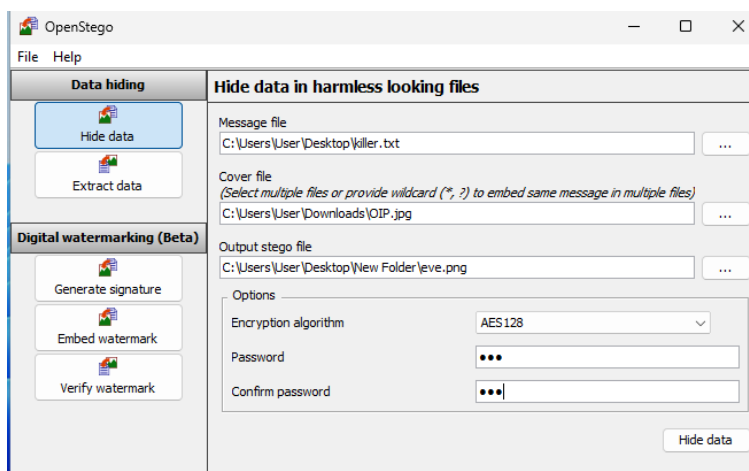 OpenStego
File Help
Data hiding
Hide data
Extract data
Digital watermarking (Beta)
Generate signature
Embed watermark
Verify watermark
Hide data in harmless looking files
Message file
C:\Users\User\Desktop\killer.txt
...
Cover file
(Select multiple files or provide wildcard (*, ?) to embed same message in multiple files)
C:\Users\User\Downloads\OIP.jpg
...
Output stego file
C:\Users\User\Desktop\New Folder\eve.png
...
Options
Encryption algorithm AES128
Password ●●●
Confirm password ●●●
Hide data